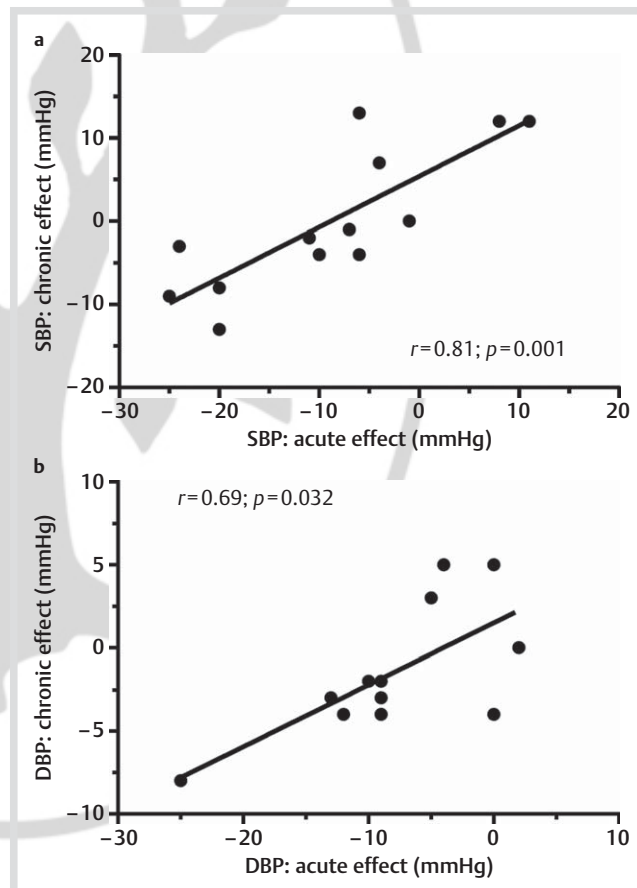 a
20
10
0
−10
−20
SBP: chronic effect (mmHg)
r=0.81; p=0.001
−30 −20 −10 0 10 20
SBP: acute effect (mmHg)
b
10
5
0
−5
−10
DBP: chronic effect (mmHg)
r=0.69; p=0.032
−30 −20 −10 0 10
DBP: acute effect (mmHg)